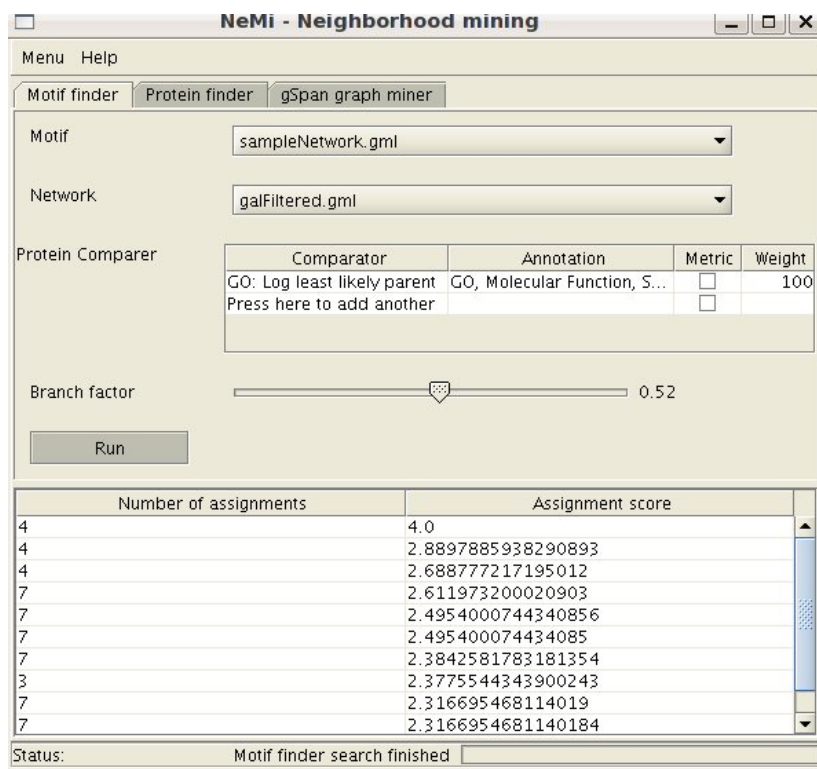 NeMi - Neighborhood mining
Menu Help
Motif finder Protein finder gSpan graph miner
Motif sampleNetwork.gml
Network galFiltered.gml
Protein Comparer
Comparator Annotation Metric Weight
GO: Log least likely parent GO, Molecular Function, S... 100
Press here to add another
Branch factor 0.52
Run
Number of assignments Assignment score
4 4.0
4 2.8897885938290893
4 2.688777217195012
7 2.611973200020903
7 2.4954000744340856
7 2.495400074434085
7 2.3842581783181354
3 2.3775544343900243
7 2.316695468114019
7 2.3166954681140184
Status: Motif finder search finished